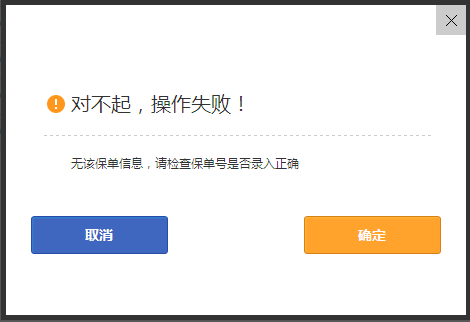 对不起，操作失败！
无该保单信息，请检查保单号是否录入正确
取消
确定